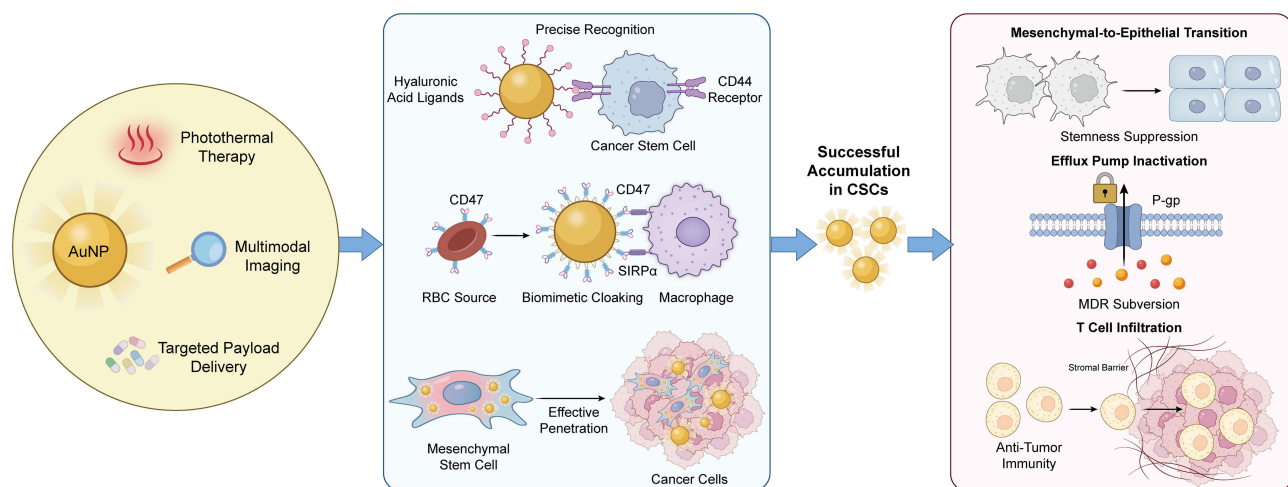 Photothermal
Therapy
AuNP
Multimodal
Imaging
Targeted Payload
Delivery
Precise Recognition
Hyaluronic
Acid Ligands
CD44
Receptor
Cancer Stem Cell
CD47
CD47
SIRPα
RBC Source
Biomimetic Cloaking
Macrophage
Effective
Penetration
Mesenchymal
Stem Cell
Cancer Cells
Successful
Accumulation
in CSCs
Mesenchymal-to-Epithelial Transition
Stemness Suppression
Efflux Pump Inactivation
P-gp
MDR Subversion
T Cell Infiltration
Stromal Barrier
Anti-Tumor
Immunity